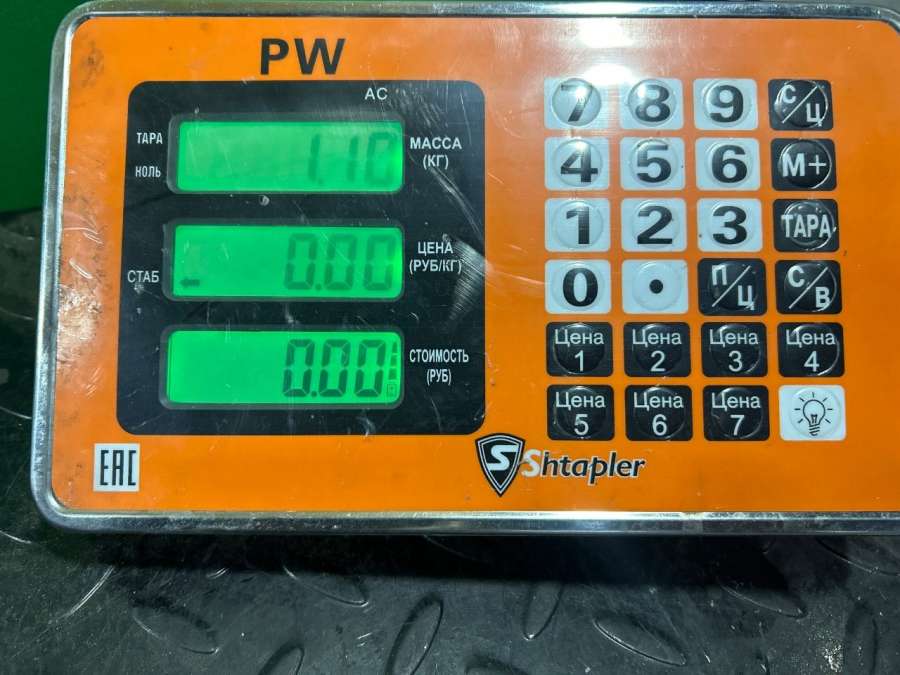 PW
AC
ТАРА
НОЛЬ
1.10
МАССА
(КГ)
0.00
ЦЕНА
(РУБ/КГ)
СТАБ
0.00
СТОИМОСТЬ
(РУБ)
7 8 9 С/Ц
4 5 6 М+
1 2 3 ТАРА
0 • П/Ц С/В
Цена 1 Цена 2 Цена 3 Цена 4
Цена 5 Цена 6 Цена 7
EAC
S Shtapler